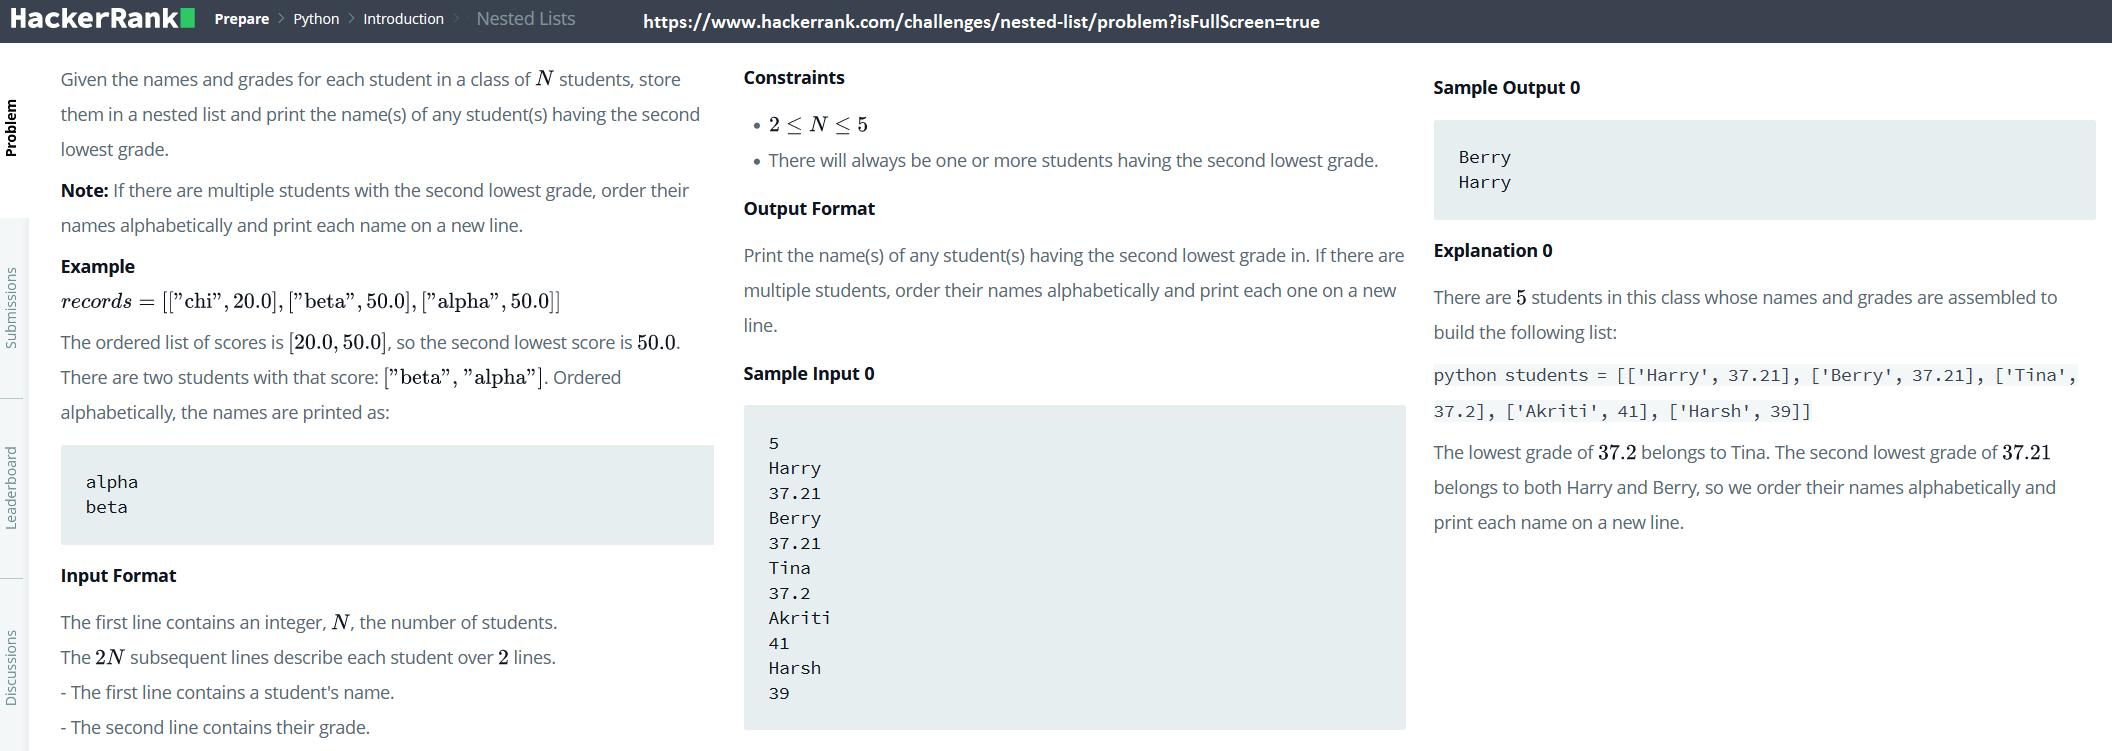 HackerRank Prepare > Python > Introduction > Nested Lists https://www.hackerrank.com/challenges/nested-list/problem?isFullScreen=true
Problem
Submissions
Leaderboard
Discussions
Given the names and grades for each student in a class of N students, store
them in a nested list and print the name(s) of any student(s) having the second
lowest grade.
Note: If there are multiple students with the second lowest grade, order their
names alphabetically and print each name on a new line.
Example
records = [["chi", 20.0], ["beta", 50.0], ["alpha", 50.0]]
The ordered list of scores is [20.0, 50.0], so the second lowest score is 50.0.
There are two students with that score: ["beta", "alpha"]. Ordered
alphabetically, the names are printed as:
alpha
beta
Input Format
The first line contains an integer, N, the number of students.
The 2N subsequent lines describe each student over 2 lines.
- The first line contains a student's name.
- The second line contains their grade.
Constraints
• 2 ≤ N ≤ 5
• There will always be one or more students having the second lowest grade.
Output Format
Print the name(s) of any student(s) having the second lowest grade in. If there are
multiple students, order their names alphabetically and print each one on a new
line.
Sample Input 0
5
Harry
37.21
Berry
37.21
Tina
37.2
Akriti
41
Harsh
39
Sample Output 0
Berry
Harry
Explanation 0
There are 5 students in this class whose names and grades are assembled to
build the following list:
python students = [['Harry', 37.21], ['Berry', 37.21], ['Tina',
37.2], ['Akriti', 41], ['Harsh', 39]]
The lowest grade of 37.2 belongs to Tina. The second lowest grade of 37.21
belongs to both Harry and Berry, so we order their names alphabetically and
print each name on a new line.